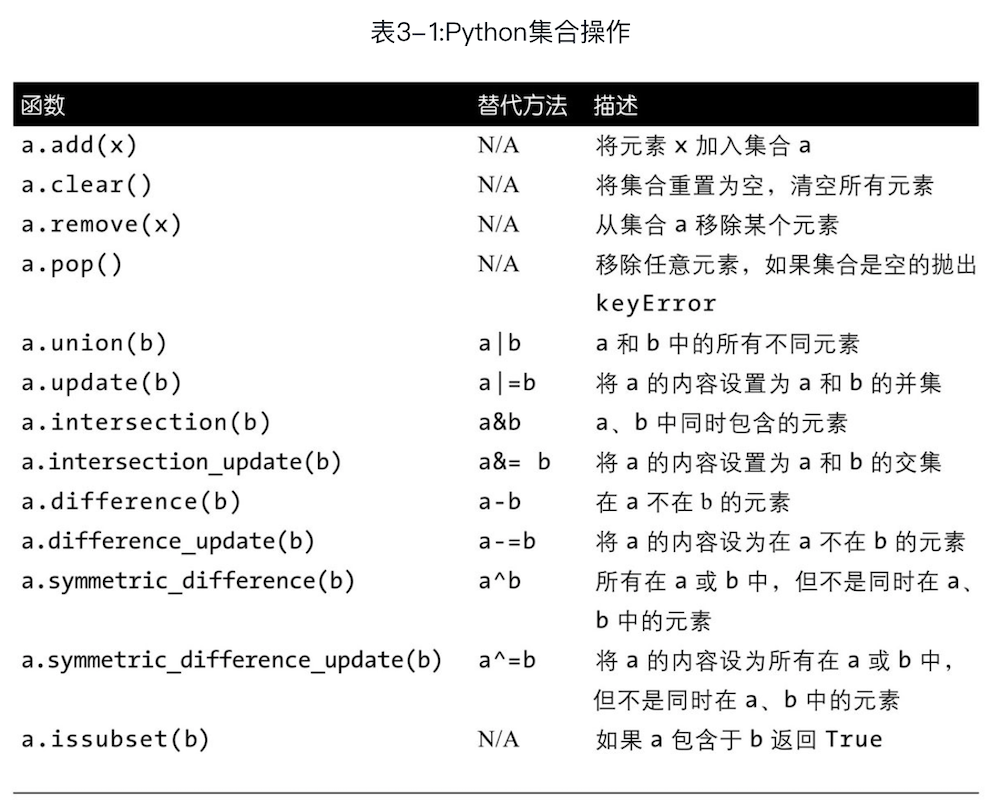 表3-1:Python集合操作
函数 替代方法 描述
a.add(x) N/A 将元素 x 加入集合 a
a.clear() N/A 将集合重置为空，清空所有元素
a.remove(x) N/A 从集合 a 移除某个元素
a.pop() N/A 移除任意元素，如果集合是空的抛出
keyError
a.union(b) a|b a 和 b 中的所有不同元素
a.update(b) a|=b 将 a 的内容设置为 a 和 b 的并集
a.intersection(b) a&b a、b 中同时包含的元素
a.intersection_update(b) a&= b 将 a 的内容设置为 a 和 b 的交集
a.difference(b) a-b 在 a 不在 b 的元素
a.difference_update(b) a-=b 将 a 的内容设为在 a 不在 b 的元素
a.symmetric_difference(b) a^b 所有在 a 或 b 中，但不是同时在 a、
b 中的元素
a.symmetric_difference_update(b) a^=b 将 a 的内容设为所有在 a 或 b 中，
但不是同时在 a、b 中的元素
a.issubset(b) N/A 如果 a 包含于 b 返回 True